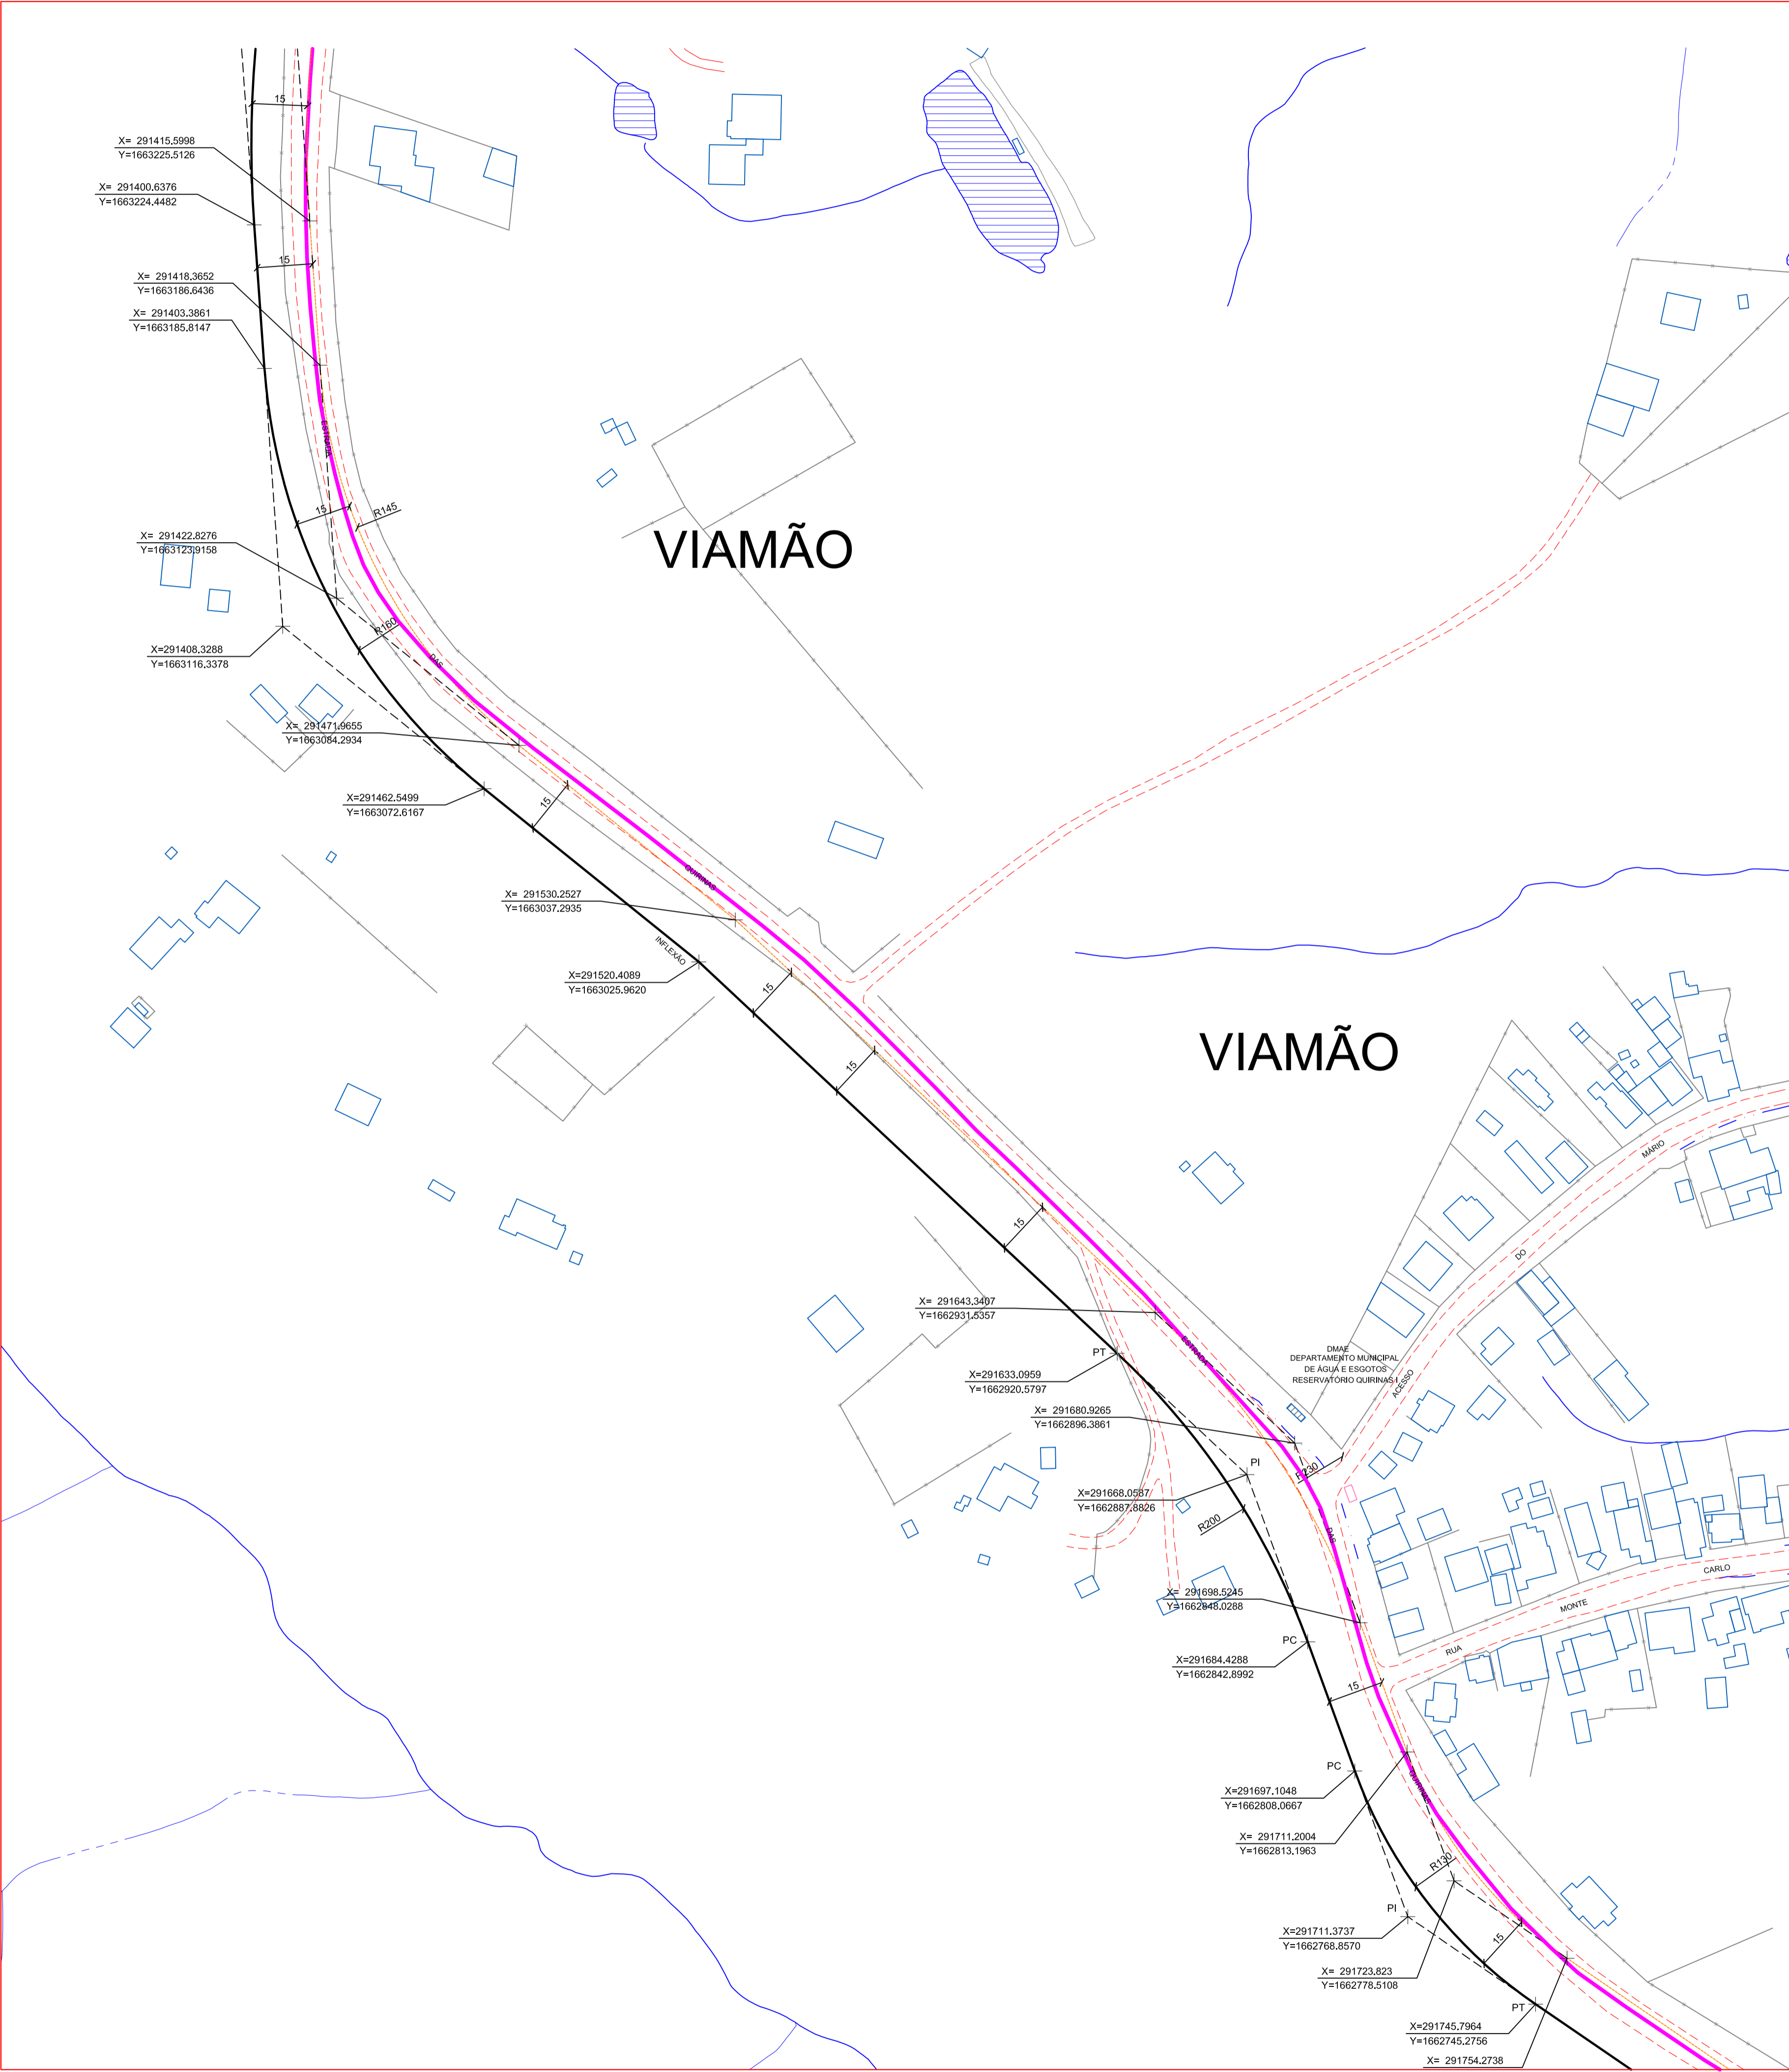 15
X= 291415.5998
Y=1663225.5126
X= 291400.6376
Y=1663224.4482
15
X= 291418.3652
Y=1663186.6436
X= 291403.3861
Y=1663185.8147
ESTRADA
15
R145
X= 291422.8276
Y=1663123.9158
VIAMÃO
R160
X=291408.3288
Y=1663116.3378
DAS
X= 291471.9655
Y=1663084.2934
X=291462.5499
Y=1663072.6167
15
QUIRINAS
X= 291530.2527
Y=1663037.2935
INFLEXÃO
X=291520.4089
Y=1663025.9620
15
VIAMÃO
15
MÁRIO
15
DO
X= 291643.3407
Y=1662931.5357
ESTRADA
PT
DMAE
DEPARTAMENTO MUNICIPAL
DE ÁGUA E ESGOTOS
RESERVATÓRIO QUIRINAS I
X=291633.0959
Y=1662920.5797
ACESSO
X= 291680.9265
Y=1662896.3861
PI
R230
X=291668.0587
Y=1662887.8826
R200
DAS
CARLO
X= 291698.5245
Y=1662848.0288
MONTE
PC
RUA
X=291684.4288
Y=1662842.8992
15
PC
QUIRINAS
X=291697.1048
Y=1662808.0667
X= 291711.2004
Y=1662813.1963
R130
PI
X=291711.3737
Y=1662768.8570
15
X= 291723.823
Y=1662778.5108
PT
X=291745.7964
Y=1662745.2756
X= 291754.2738